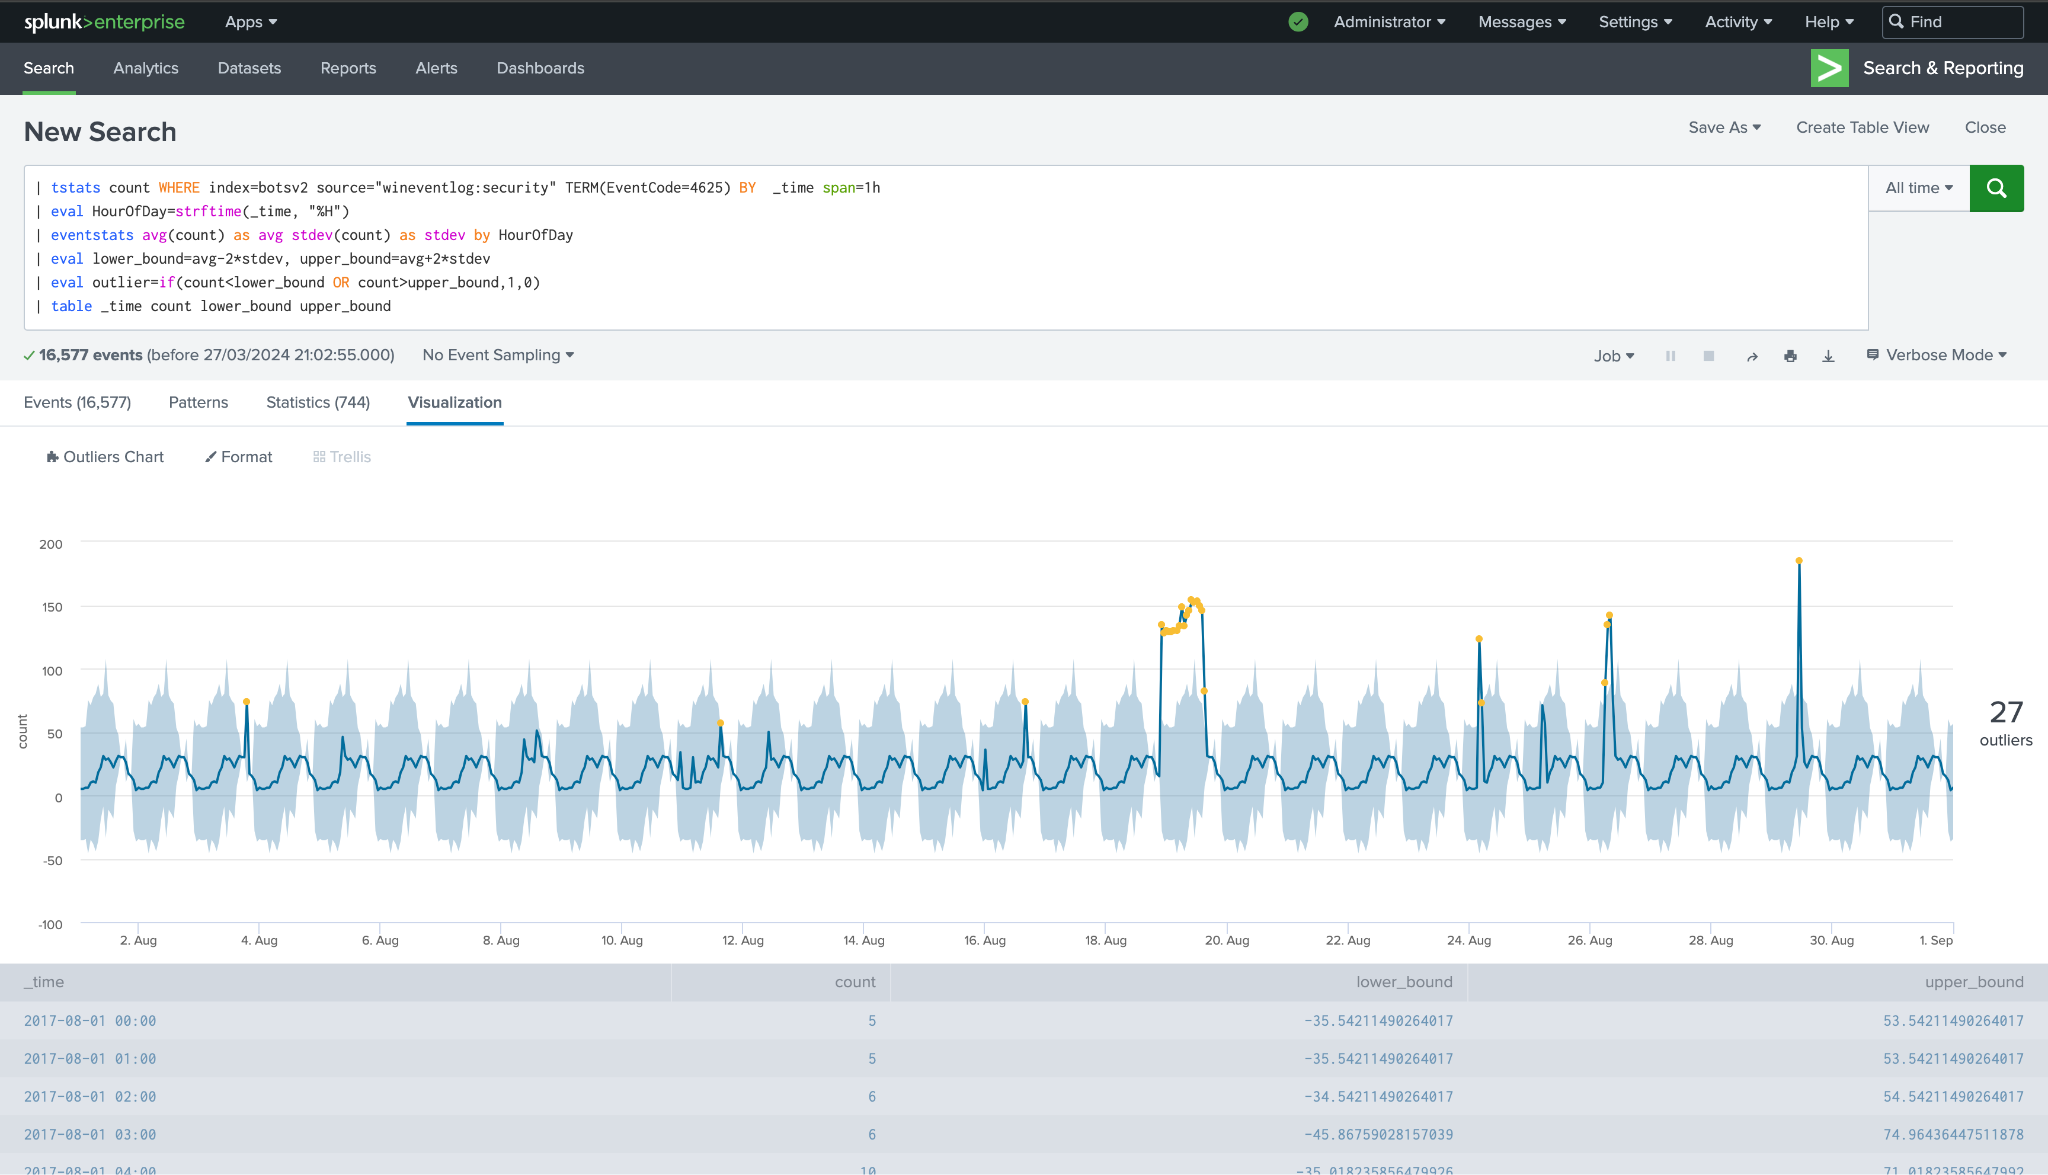 splunk>enterprise Apps Administrator Messages Settings Activity Help Find
Search Analytics Datasets Reports Alerts Dashboards Search & Reporting
New Search Save As Create Table View Close
| tstats count WHERE index=botsv2 source="wineventlog:security" TERM(EventCode=4625) BY  _time span=1h
All time
| eval HourOfDay=strftime(_time, "%H")
| eventstats avg(count) as avg stdev(count) as stdev by HourOfDay
| eval lower_bound=avg-2*stdev, upper_bound=avg+2*stdev
| eval outlier=if(count<lower_bound OR count>upper_bound,1,0)
| table _time count lower_bound upper_bound
16,577 events (before 27/03/2024 21:02:55.000) No Event Sampling Job Verbose Mode
Events (16,577) Patterns Statistics (744) Visualization
Outliers Chart Format Trellis
200
150
100
50
0
-50
-100
count
27
outliers
2. Aug 4. Aug 6. Aug 8. Aug 10. Aug 12. Aug 14. Aug 16. Aug 18. Aug 20. Aug 22. Aug 24. Aug 26. Aug 28. Aug 30. Aug 1. Sep
_time count lower_bound upper_bound
2017-08-01 00:00 5 -35.54211490264017 53.54211490264017
2017-08-01 01:00 5 -35.54211490264017 53.54211490264017
2017-08-01 02:00 6 -34.54211490264017 54.54211490264017
2017-08-01 03:00 6 -45.86759028157039 74.96436447511878
2017-08-01 04:00 10 -35.018235856479926 71.01823585647992